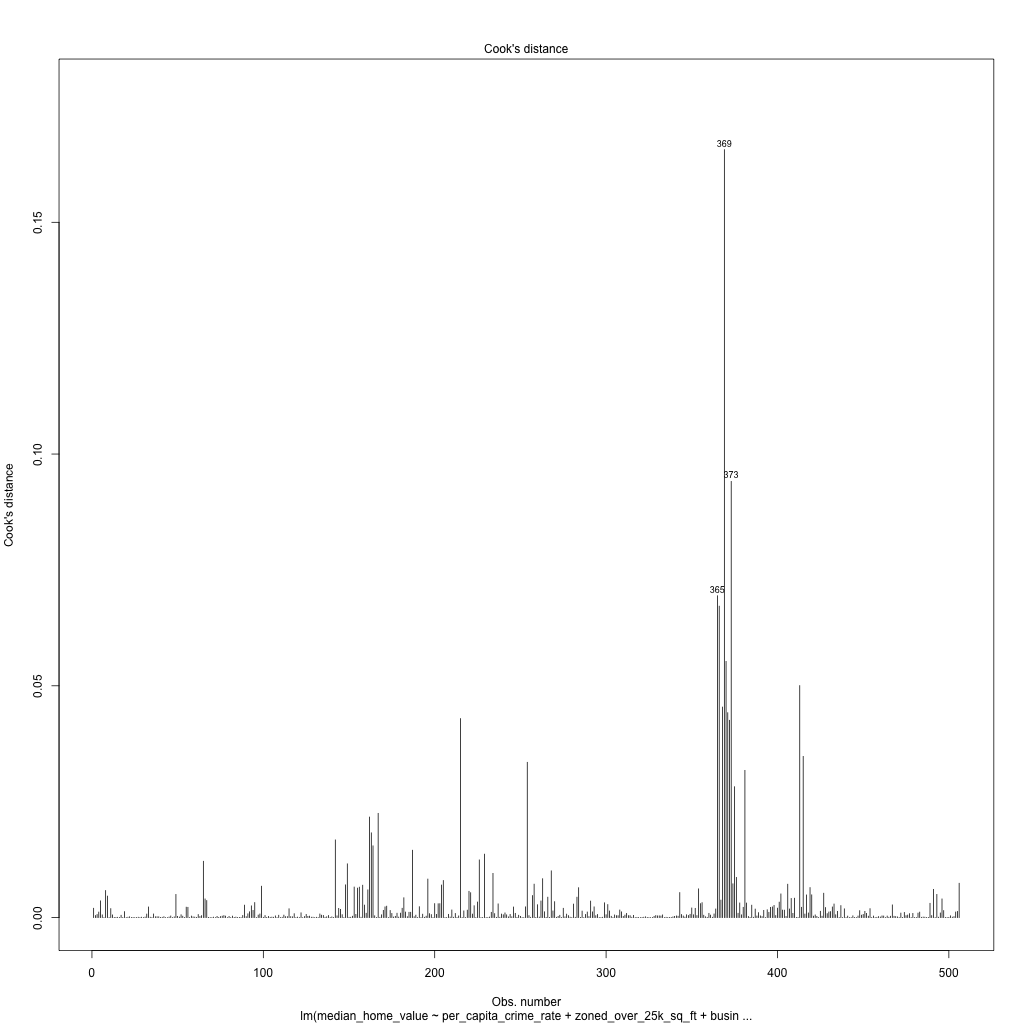 Cook's distance
369
0.15
0.10
373
Cook's distance
365
0.05
0.00
0 100 200 300 400 500
Obs. number
lm(median_home_value ~ per_capita_crime_rate + zoned_over_25k_sq_ft + busin ...